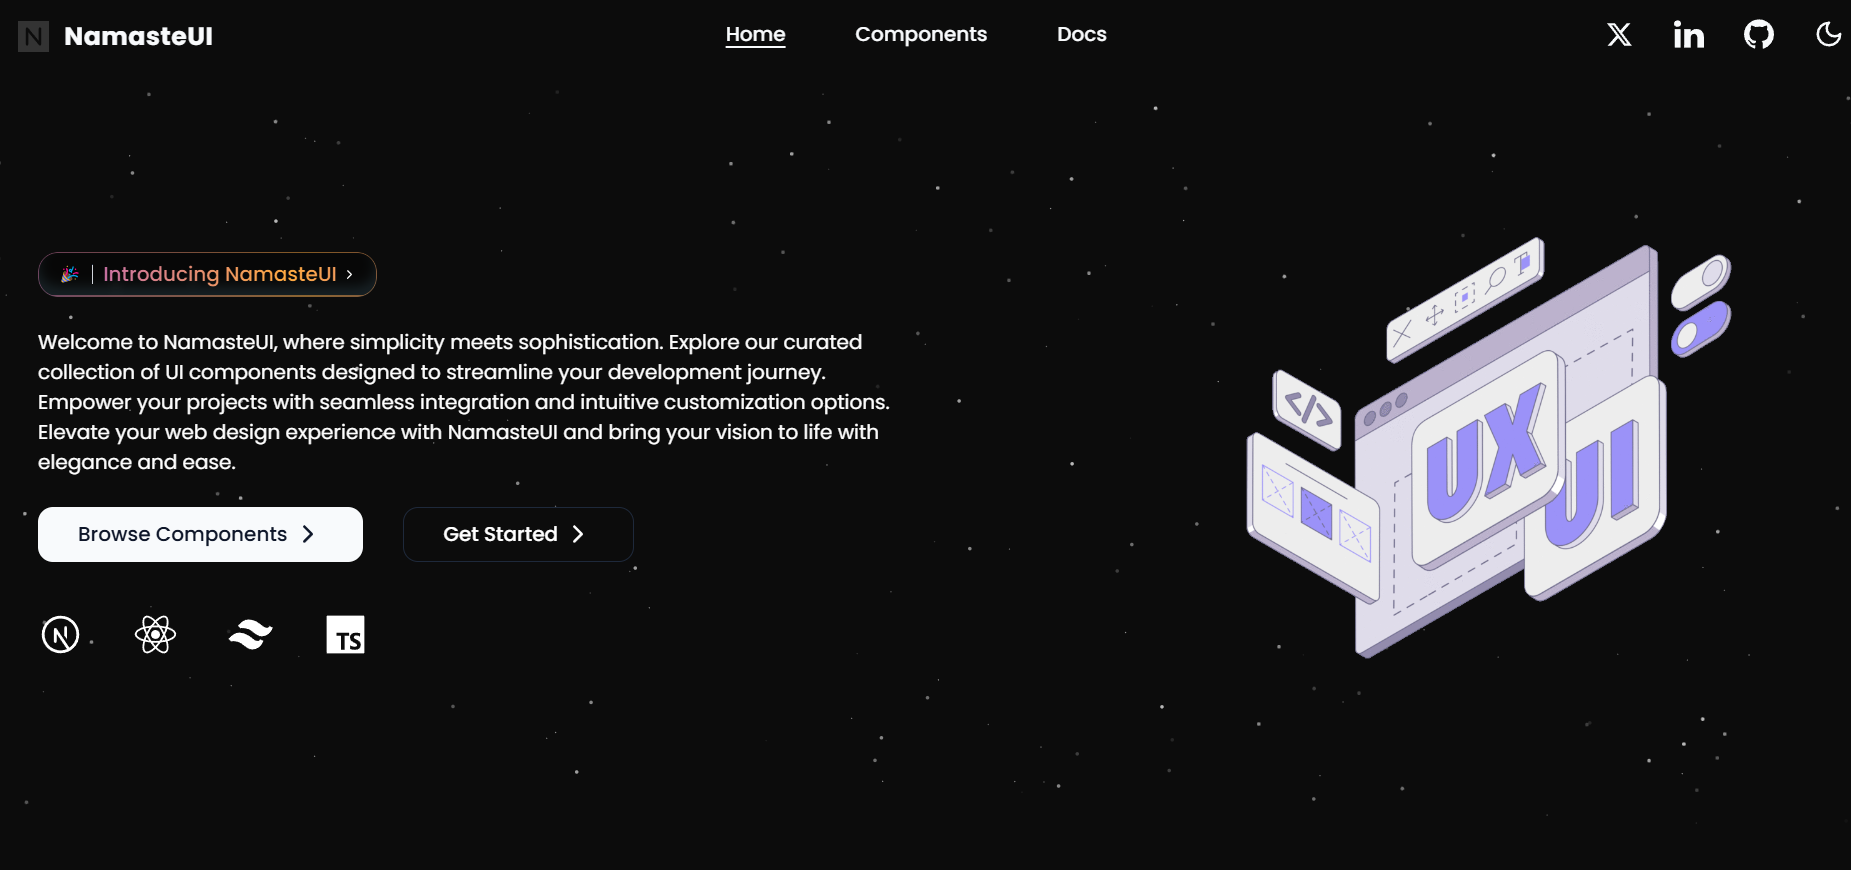 N NamasteUI
Home Components Docs
Introducing NamasteUI
Welcome to NamasteUI, where simplicity meets sophistication. Explore our curated
collection of UI components designed to streamline your development journey.
Empower your projects with seamless integration and intuitive customization options.
Elevate your web design experience with NamasteUI and bring your vision to life with
elegance and ease.
Browse Components
Get Started
N
TS
T
</>
UX
UI